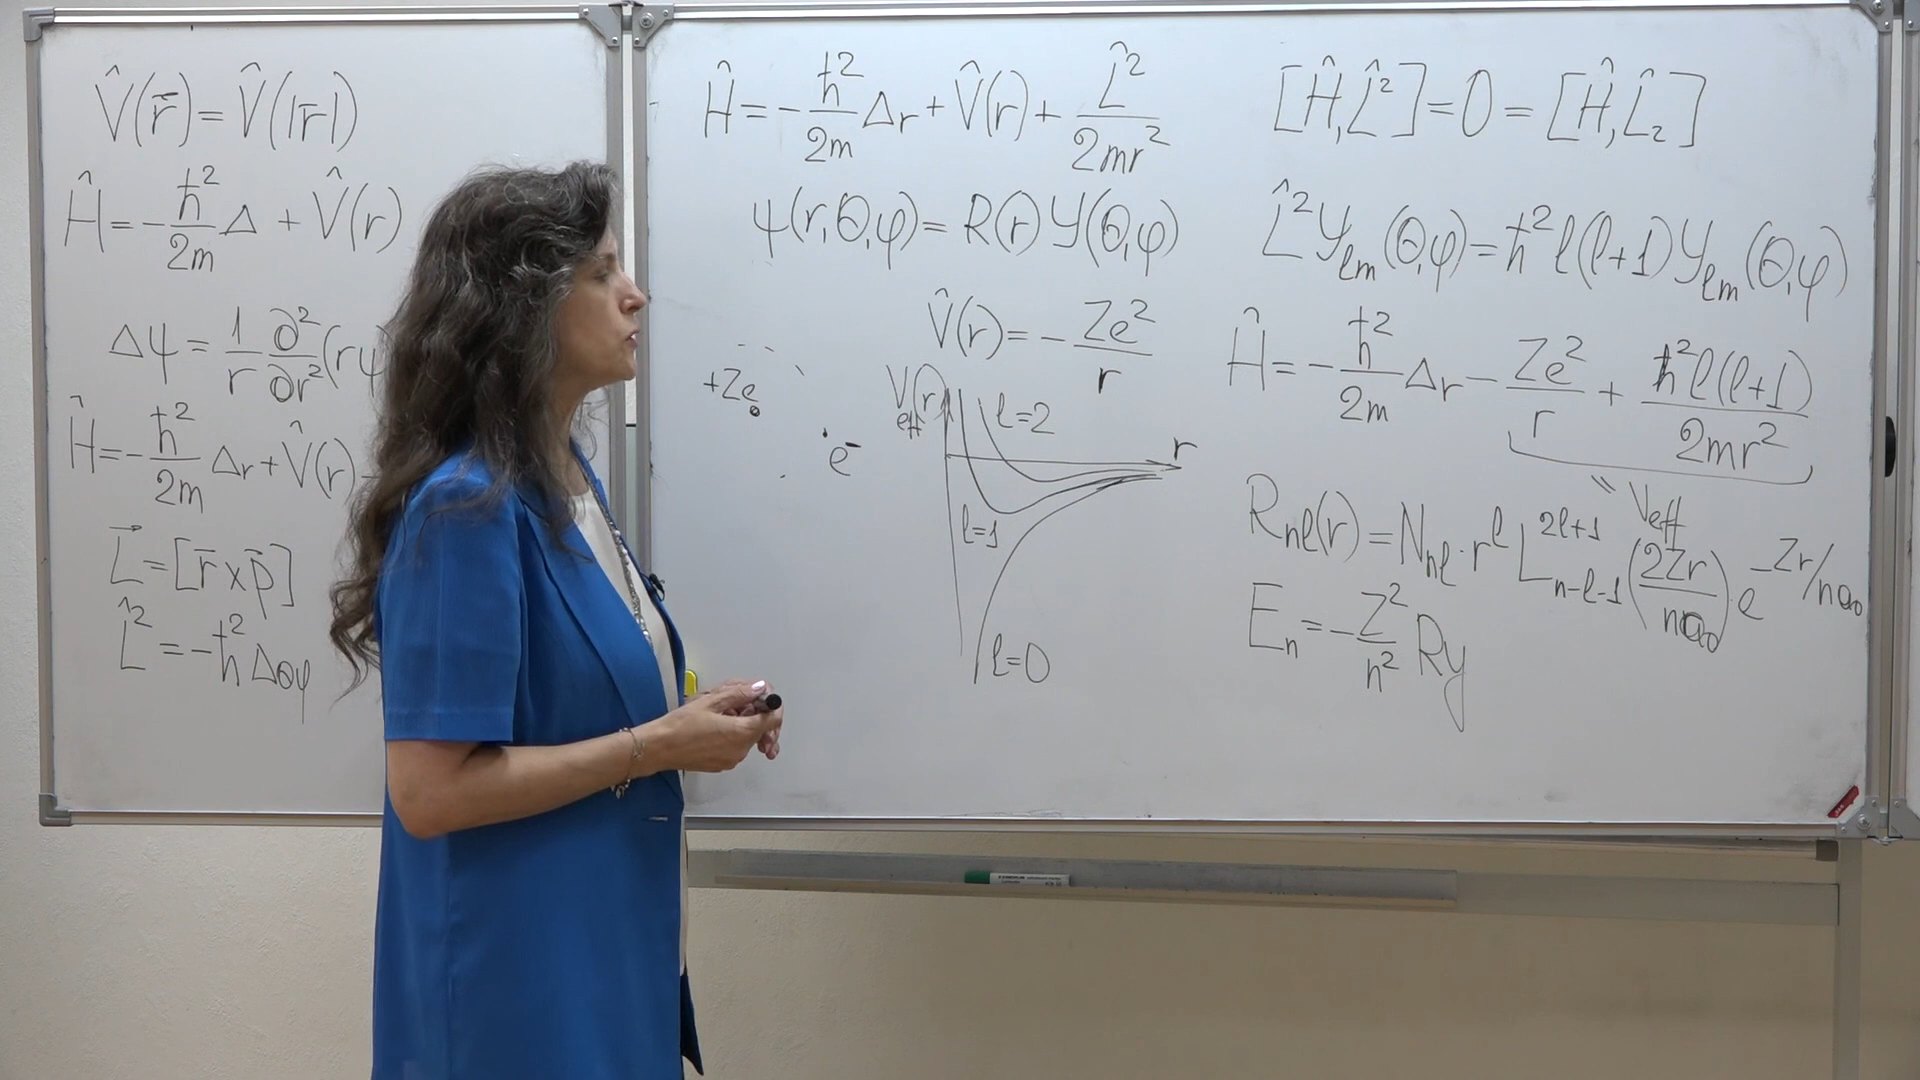 V̂(r̄) = V̂(|r̄|)
Ĥ = -ħ²/2m Δ + V̂(r)
Δψ = 1/r ∂²/∂r² (rψ
Ĥ = -ħ²/2m Δr + V̂(r)
L⃗ = [r̄ x p̄]
L̂² = -ħ² Δθφ
Ĥ = -ħ²/2m Δr + V̂(r) + L̂²/2mr²
ψ(r,θ,φ) = R(r) Y(θ,φ)
V̂(r) = -Ze²/r
+Ze
e⁻
V eff (r)
l=2
r
l=1
l=0
[Ĥ, L̂²] = 0 = [Ĥ, L̂z]
L̂² Ylm(θ,φ) = ħ² l(l+1) Ylm(θ,φ)
Ĥ = -ħ²/2m Δr - Ze²/r + ħ²l(l+1)/2mr²
" Veff
Rnl(r) = Nnl · r^l L^{2l+1}_{n-l-1} (2Zr/na₀) · e^{-Zr/na₀}
En = -Z²/n² Ry